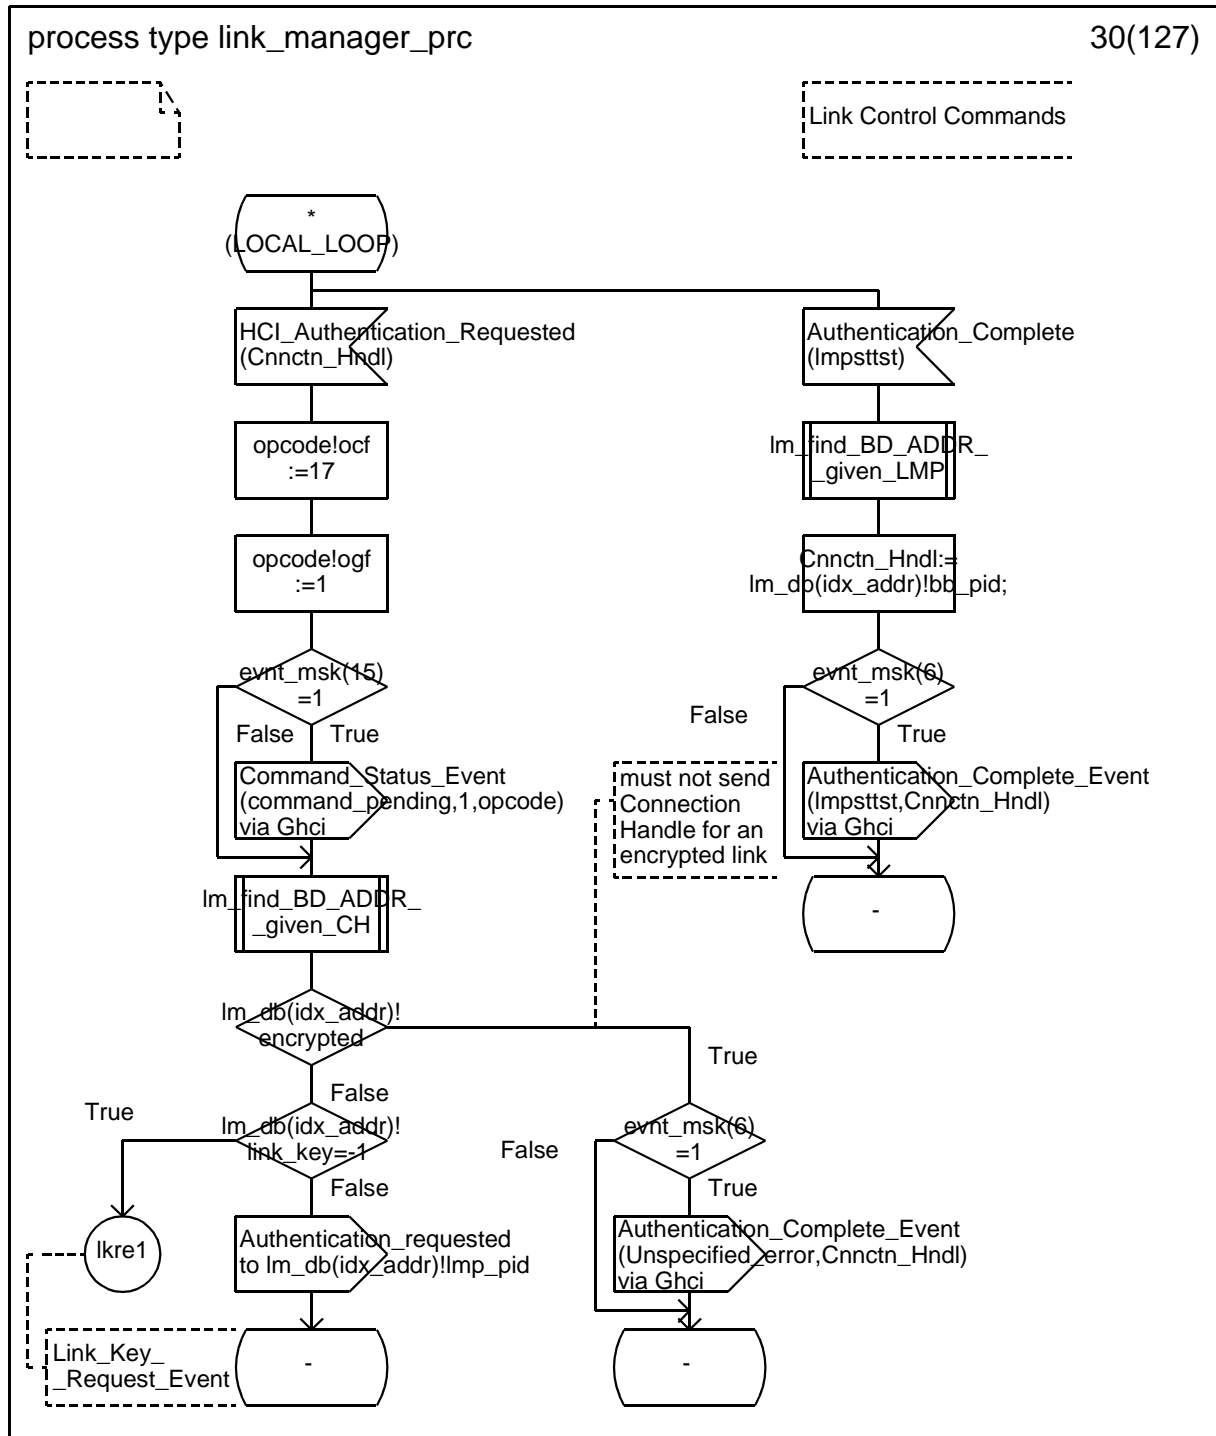 process type link_manager_prc
30(127)
Link Control Commands
*
(LOCAL_LOOP)
HCI_Authentication_Requested
(Cnnctn_Hndl)
Authentication_Complete
(lmpsttst)
opcode!ocf
:=17
lm_find_BD_ADDR_
_given_LMP
opcode!ogf
:=1
Cnnctn_Hndl:=
lm_db(idx_addr)!bb_pid;
evnt_msk(15)
=1
evnt_msk(6)
=1
False
True
False
True
Command_Status_Event
(command_pending,1,opcode)
via Ghci
must not send
Connection
Handle for an
encrypted link
Authentication_Complete_Event
(lmpsttst,Cnnctn_Hndl)
via Ghci
lm_find_BD_ADDR_
_given_CH
-
lm_db(idx_addr)!
encrypted
True
False
True
lm_db(idx_addr)!
link_key=-1
False
evnt_msk(6)
=1
False
True
lkre1
Authentication_requested
to lm_db(idx_addr)!lmp_pid
Authentication_Complete_Event
(Unspecified_error,Cnnctn_Hndl)
via Ghci
Link_Key_
_Request_Event
-
-